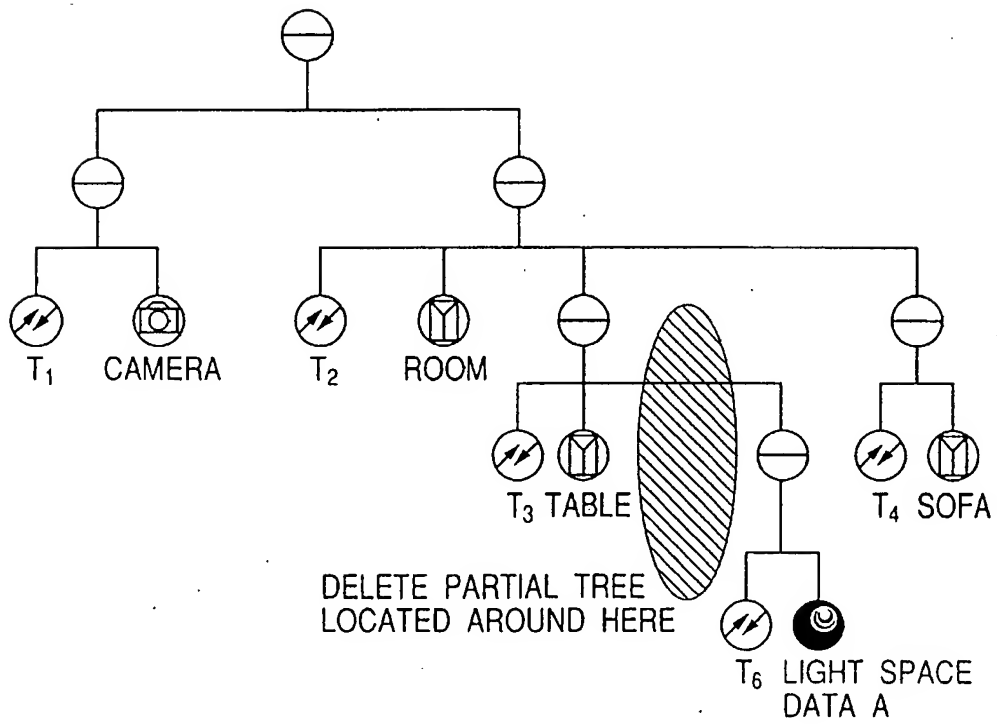 T1 CAMERA T2 ROOM
T3 TABLE T4 SOFA
DELETE PARTIAL TREE
LOCATED AROUND HERE
T6 LIGHT SPACE
DATA A